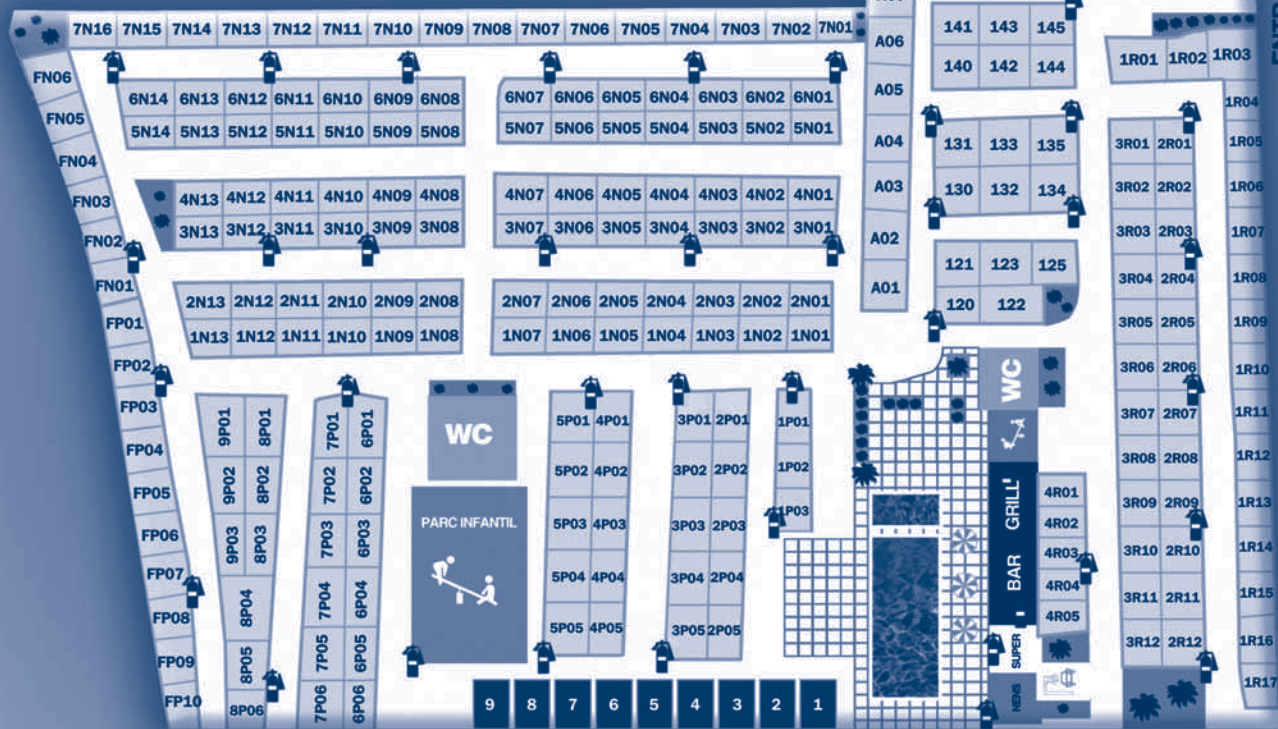 7N16 7N15 7N14 7N13 7N12 7N11 7N10 7N09 7N08 7N07 7N06 7N05 7N04 7N03 7N02 7N01
FN06
FN05
FN04
FN03
FN02
FN01
FP01
FP02
FP03
FP04
FP05
FP06
FP07
FP08
FP09
FP10
6N14 6N13 6N12 6N11 6N10 6N09 6N08
5N14 5N13 5N12 5N11 5N10 5N09 5N08
6N07 6N06 6N05 6N04 6N03 6N02 6N01
5N07 5N06 5N05 5N04 5N03 5N02 5N01
4N13 4N12 4N11 4N10 4N09 4N08
3N13 3N12 3N11 3N10 3N09 3N08
4N07 4N06 4N05 4N04 4N03 4N02 4N01
3N07 3N06 3N05 3N04 3N03 3N02 3N01
2N13 2N12 2N11 2N10 2N09 2N08
1N13 1N12 1N11 1N10 1N09 1N08
2N07 2N06 2N05 2N04 2N03 2N02 2N01
1N07 1N06 1N05 1N04 1N03 1N02 1N01
A06
A05
A04
A03
A02
A01
141 143 145
140 142 144
131 133 135
130 132 134
121 123 125
120 122
1R01 1R02 1R03
1R04
1R05
1R06
1R07
1R08
1R09
1R10
1R11
1R12
1R13
1R14
1R15
1R16
1R17
3R01 2R01
3R02 2R02
3R03 2R03
3R04 2R04
3R05 2R05
3R06 2R06
3R07 2R07
3R08 2R08
3R09 2R09
3R10 2R10
3R11 2R11
3R12 2R12
9P01 8P01
9P02 8P02
9P03 8P03
8P04
8P05
8P06
7P01 6P01
7P02 6P02
7P03 6P03
7P04 6P04
7P05 6P05
7P06 6P06
WC
PARC INFANTIL
5P01 4P01
5P02 4P02
5P03 4P03
5P04 4P04
5P05 4P05
3P01 2P01
3P02 2P02
3P03 2P03
3P04 2P04
3P05 2P05
1P01
1P02
1P03
WC
BAR GRILL
SUPER
NENS
4R01
4R02
4R03
4R04
4R05
9 8 7 6 5 4 3 2 1